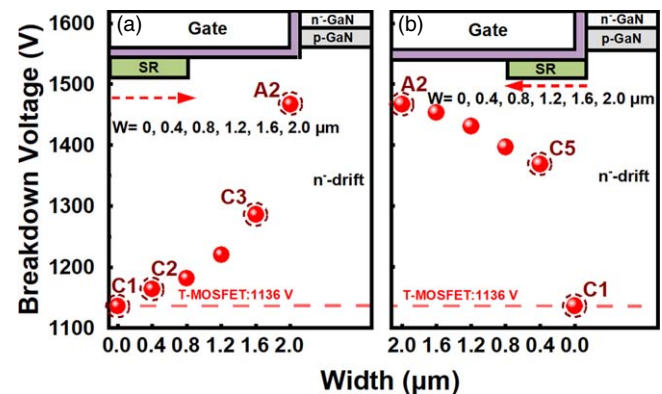 Breakdown Voltage (V)
1600
1500
1400
1300
1200
1100
(a)
Gate
n⁻-GaN
p-GaN
SR
A2
W= 0, 0.4, 0.8, 1.2, 1.6, 2.0 μm
n⁻-drift
C3
C2
C1
T-MOSFET:1136 V
0.0 0.4 0.8 1.2 1.6 2.0
(b)
Gate
n⁻-GaN
p-GaN
SR
A2
W= 0, 0.4, 0.8, 1.2, 1.6, 2.0 μm
C5
n⁻-drift
T-MOSFET:1136 V
C1
2.0 1.6 1.2 0.8 0.4 0.0
Width (μm)